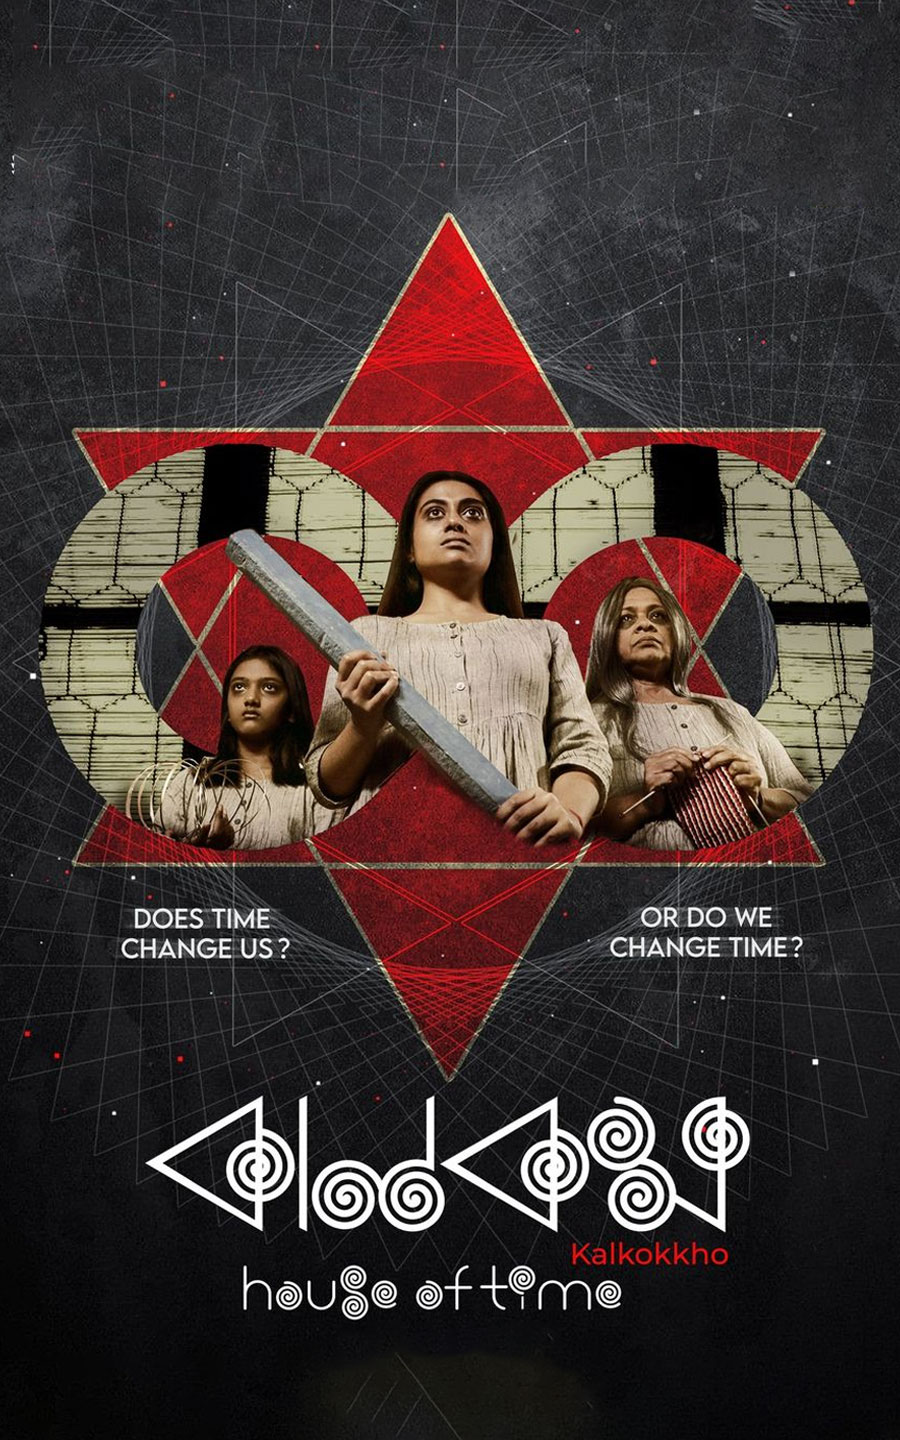 DOES TIME
CHANGE US?
OR DO WE
CHANGE TIME?
কালকক্ষ
Kalkokkho
house of time